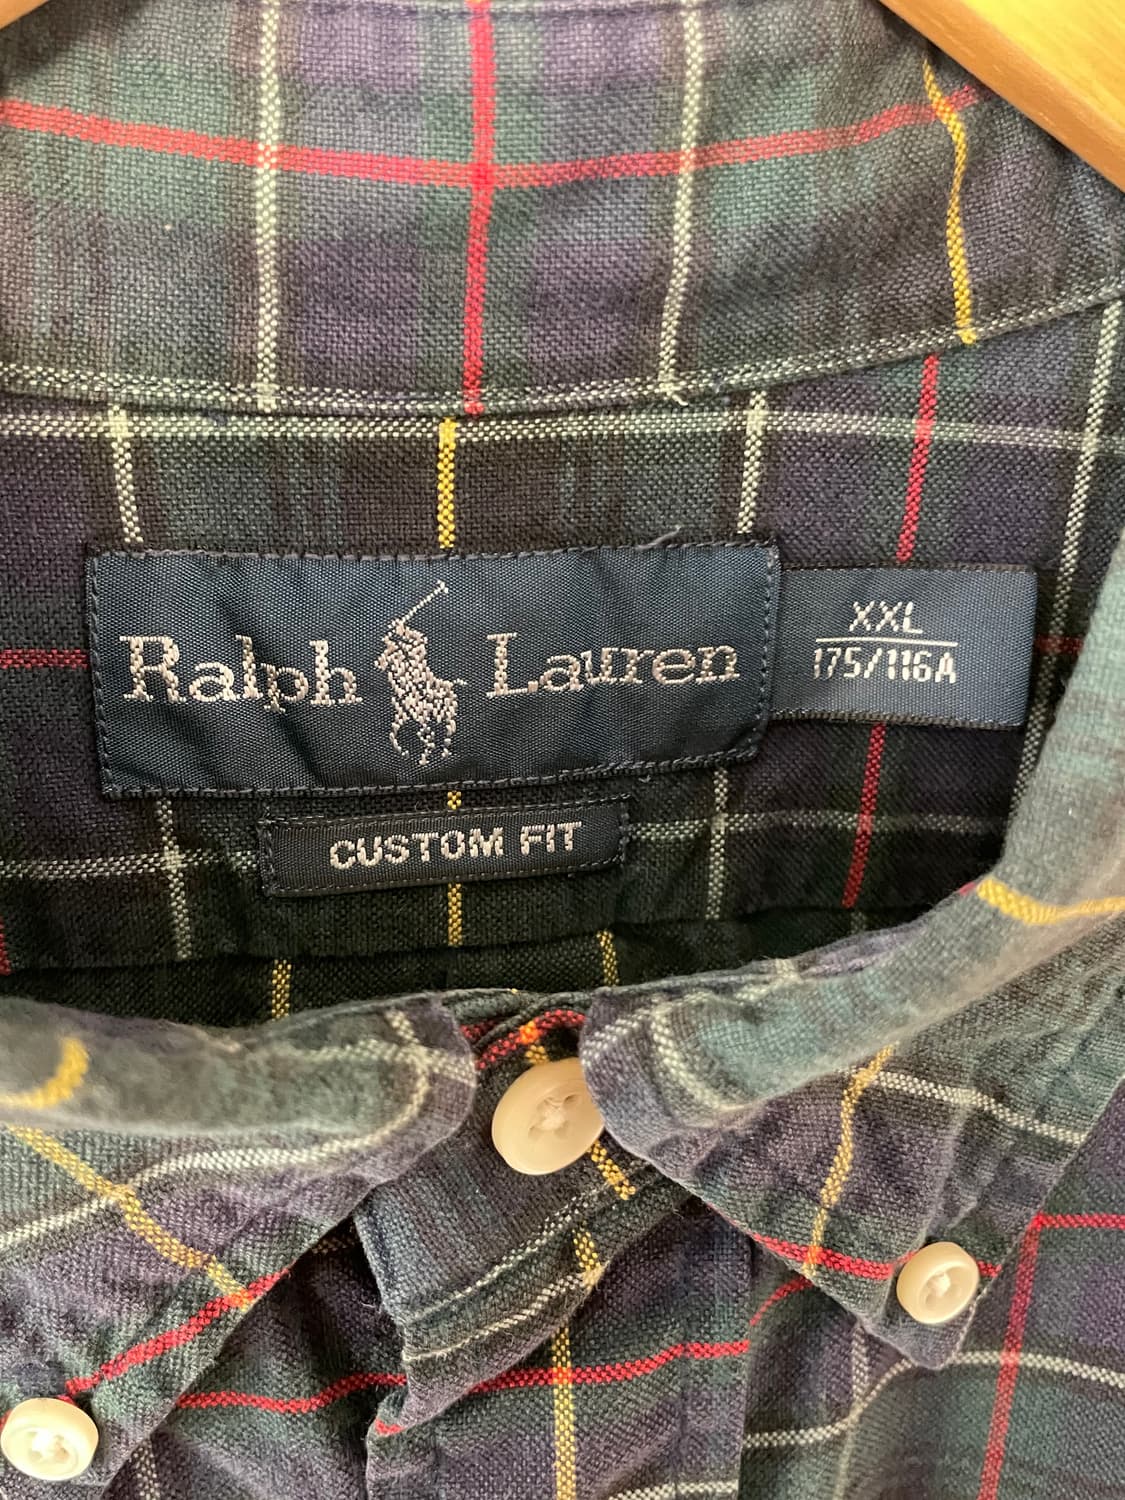 Ralph Lauren
XXL
175/116A
CUSTOM FIT